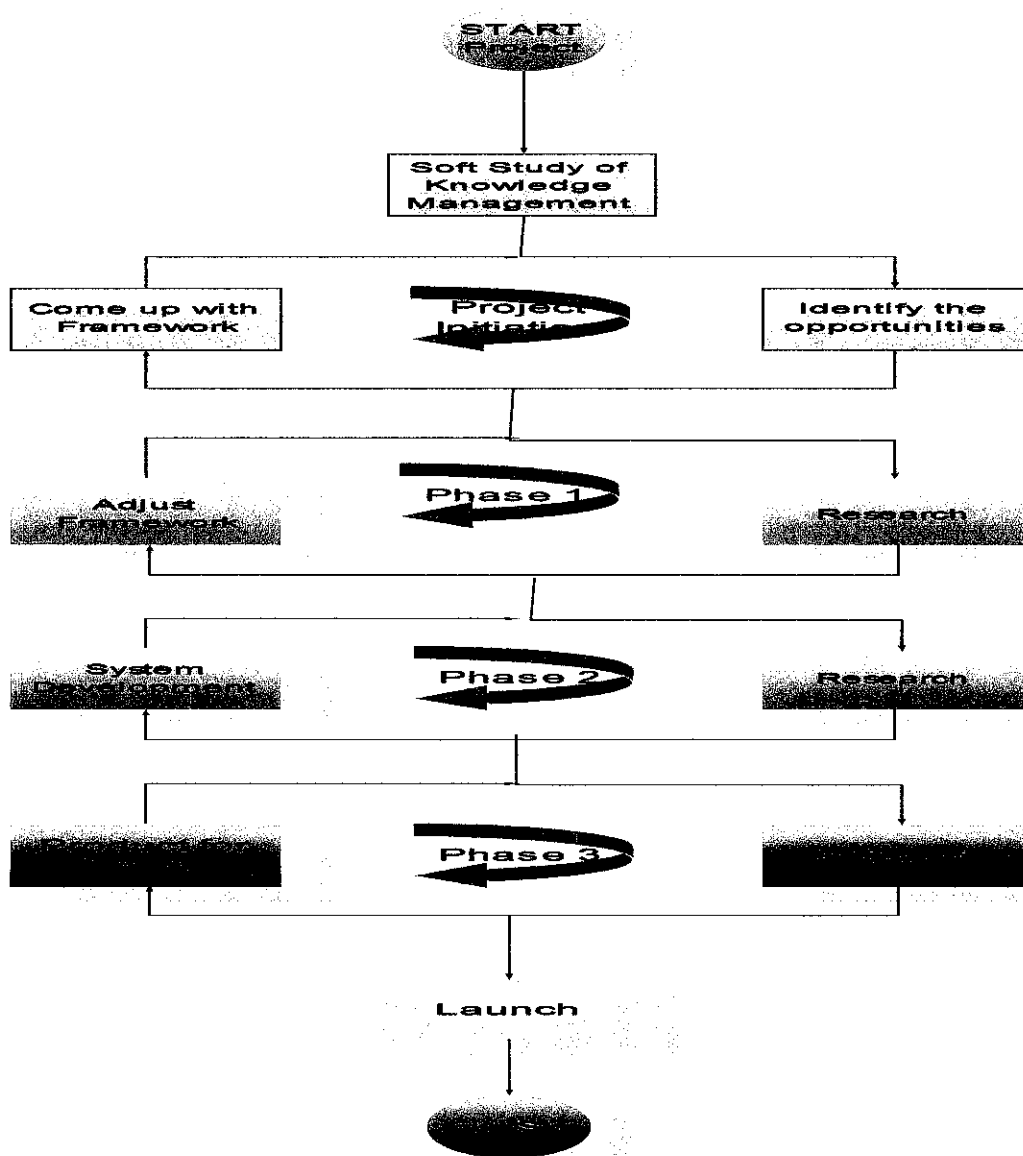 START
Project
Soft Study of
Knowledge
Management
Come up with
Framework
Project
Initiation
Identify the
opportunities
Adjust
Framework
Phase 1
Research
System
Development
Phase 2
Research
Phase 3
Launch